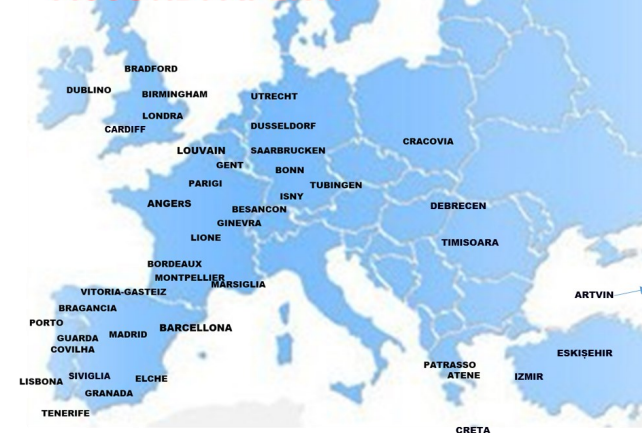 BRADFORD
DUBLINO
BIRMINGHAM
UTRECHT
LONDRA
CARDIFF
DUSSELDORF
CRACOVIA
LOUVAIN
SAARBRUCKEN
GENT
BONN
PARIGI
TUBINGEN
ISNY
ANGERS
BESANCON
DEBRECEN
GINEVRA
LIONE
TIMISOARA
BORDEAUX
MONTPELLIER
MARSIGLIA
VITORIA-GASTEIZ
ARTVIN
BRAGANCIA
PORTO
BARCELLONA
GUARDA
MADRID
COVILHA
ESKIŞEHIR
PATRASSO
ATENE
IZMIR
LISBONA
SIVIGLIA
ELCHE
GRANADA
TENERIFE
CRETA